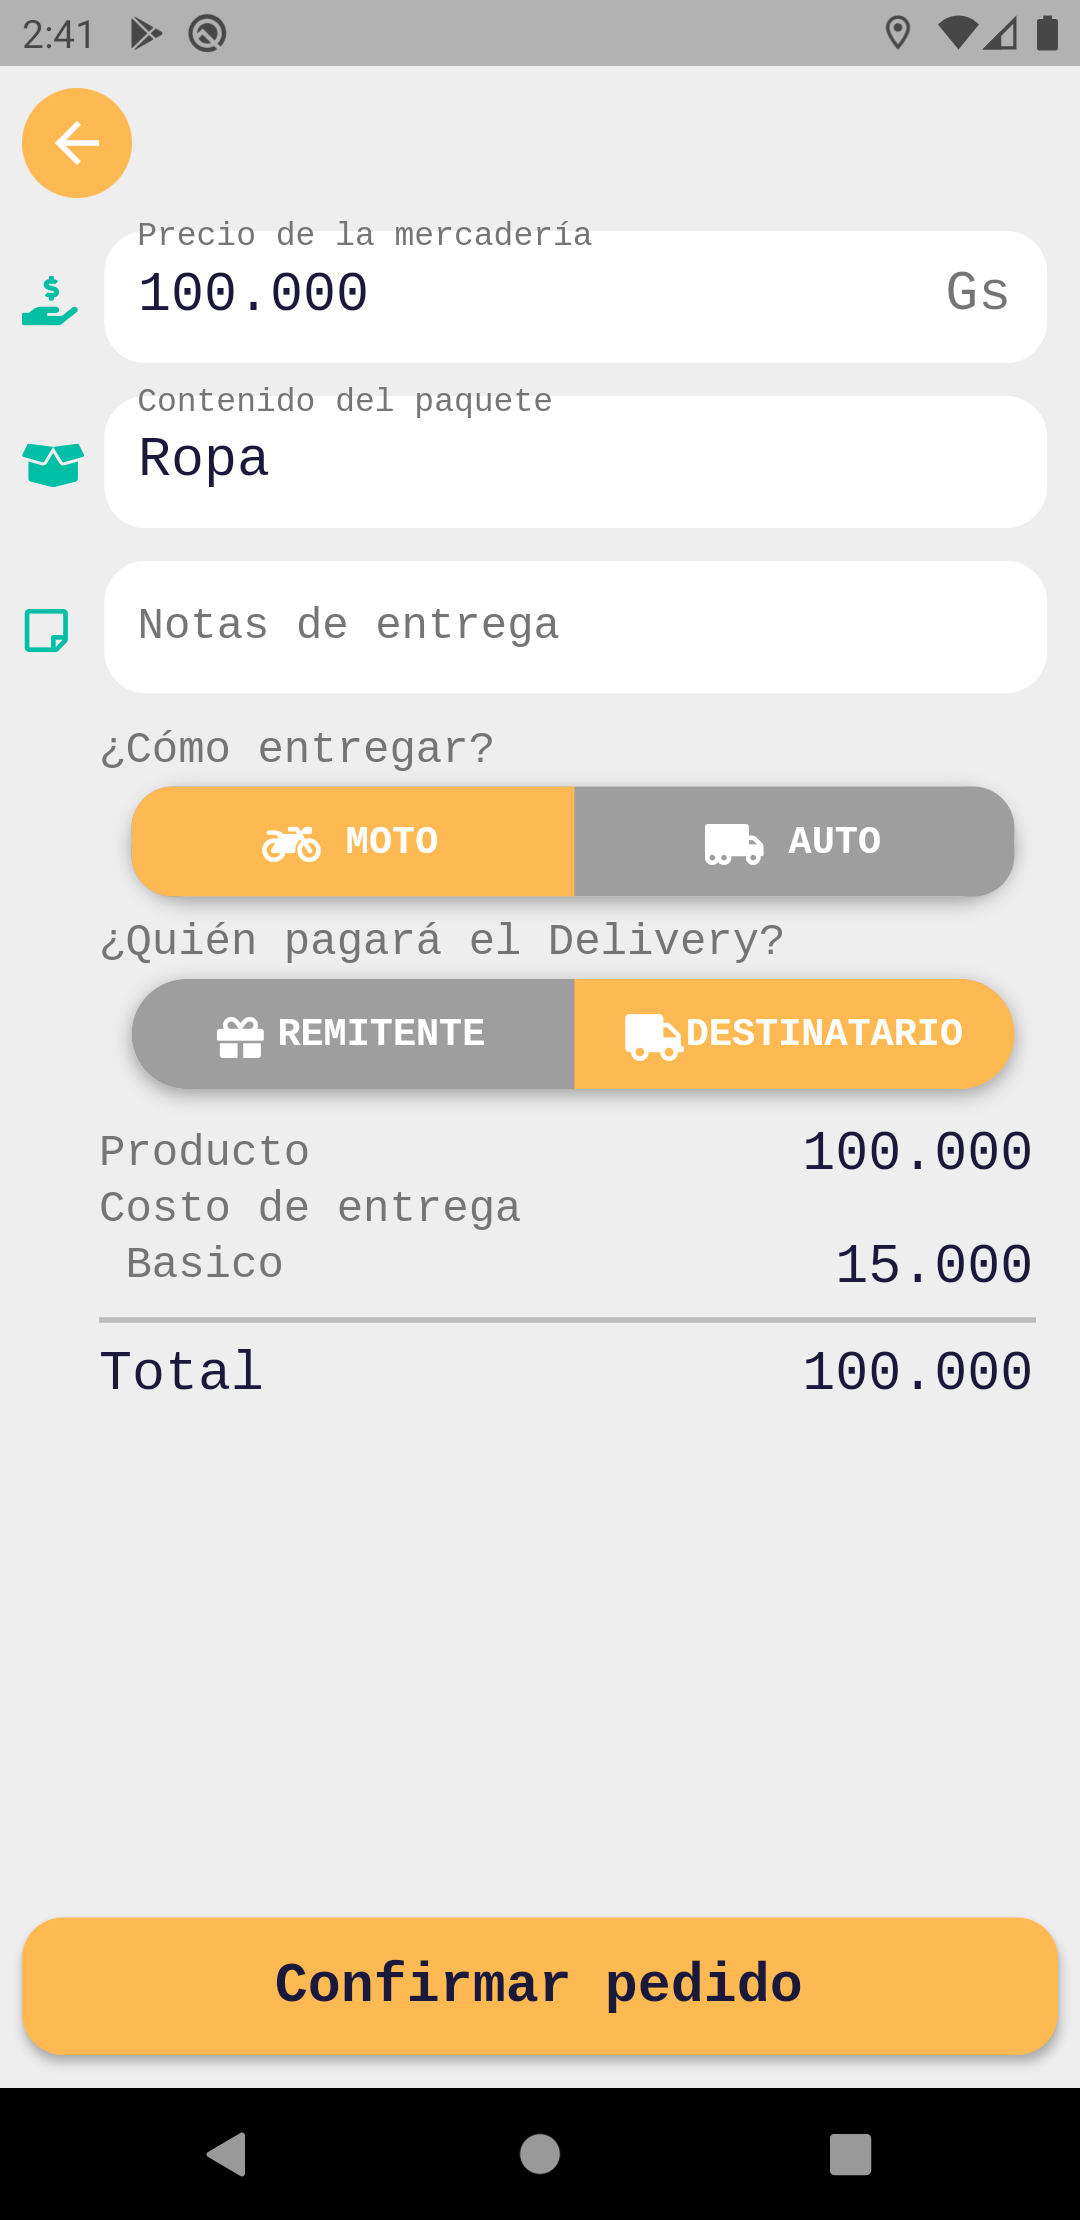 2:41
Precio de la mercadería
100.000 Gs
Contenido del paquete
Ropa
Notas de entrega
¿Cómo entregar?
MOTO AUTO
¿Quién pagará el Delivery?
REMITENTE DESTINATARIO
Producto 100.000
Costo de entrega
Basico 15.000
Total 100.000
Confirmar pedido